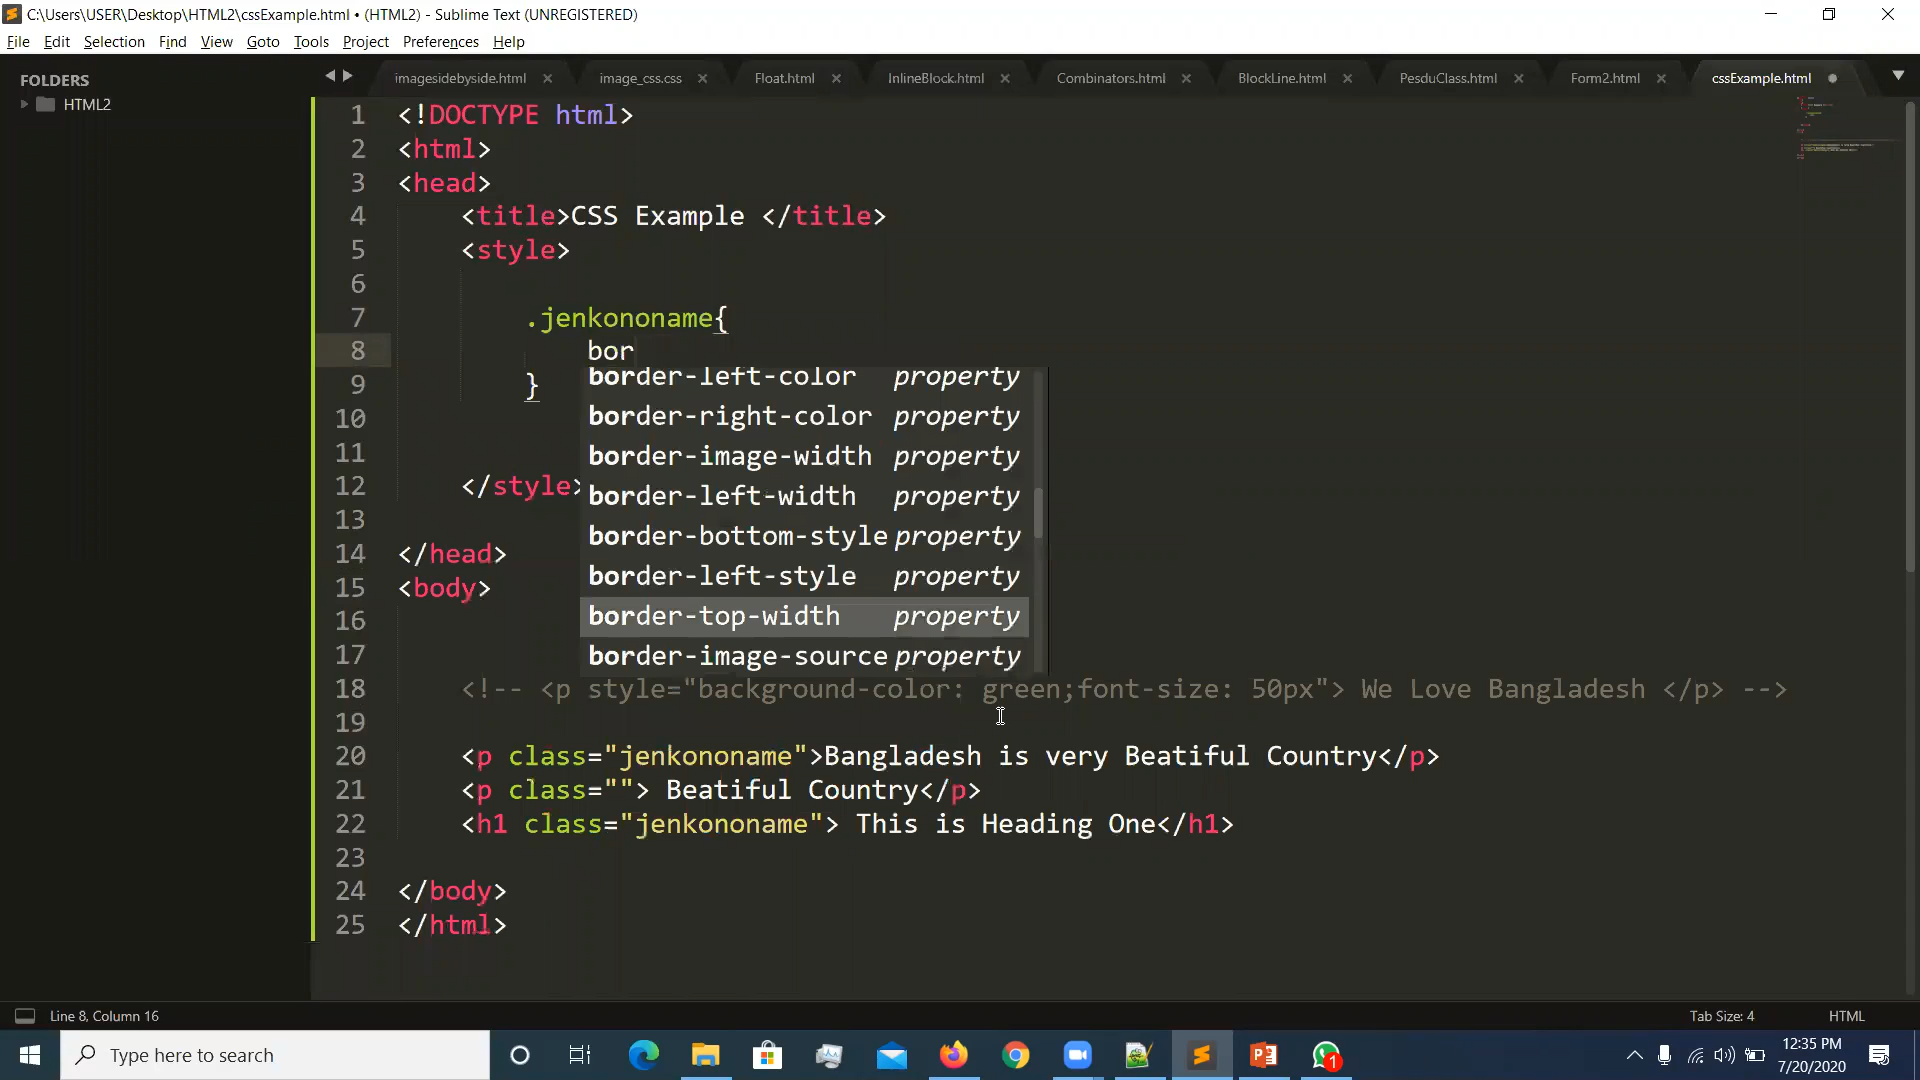 C:\Users\USER\Desktop\HTML2\cssExample.html • (HTML2) - Sublime Text (UNREGISTERED)
File Edit Selection Find View Goto Tools Project Preferences Help
FOLDERS
HTML2
imagesidebyside.html image_css.css Float.html InlineBlock.html Combinators.html BlockLine.html PesduClass.html Form2.html cssExample.html
1 <!DOCTYPE html>
2 <html>
3 <head>
4 <title>CSS Example </title>
5 <style>
6
7 .jenkononame{
8 bor
border-left-color property
9 }
border-right-color property
10
border-image-width property
11
12 </style>
border-left-width property
13
border-bottom-style property
14 </head>
border-left-style property
15 <body>
16
border-top-width property
17
border-image-source property
18 <!-- <p style="background-color: green;font-size: 50px"> We Love Bangladesh </p> -->
19
20 <p class="jenkononame">Bangladesh is very Beatiful Country</p>
21 <p class=""> Beatiful Country</p>
22 <h1 class="jenkononame"> This is Heading One</h1>
23
24 </body>
25 </html>
Line 8, Column 16 Tab Size: 4 HTML
Type here to search
1
12:35 PM
7/20/2020